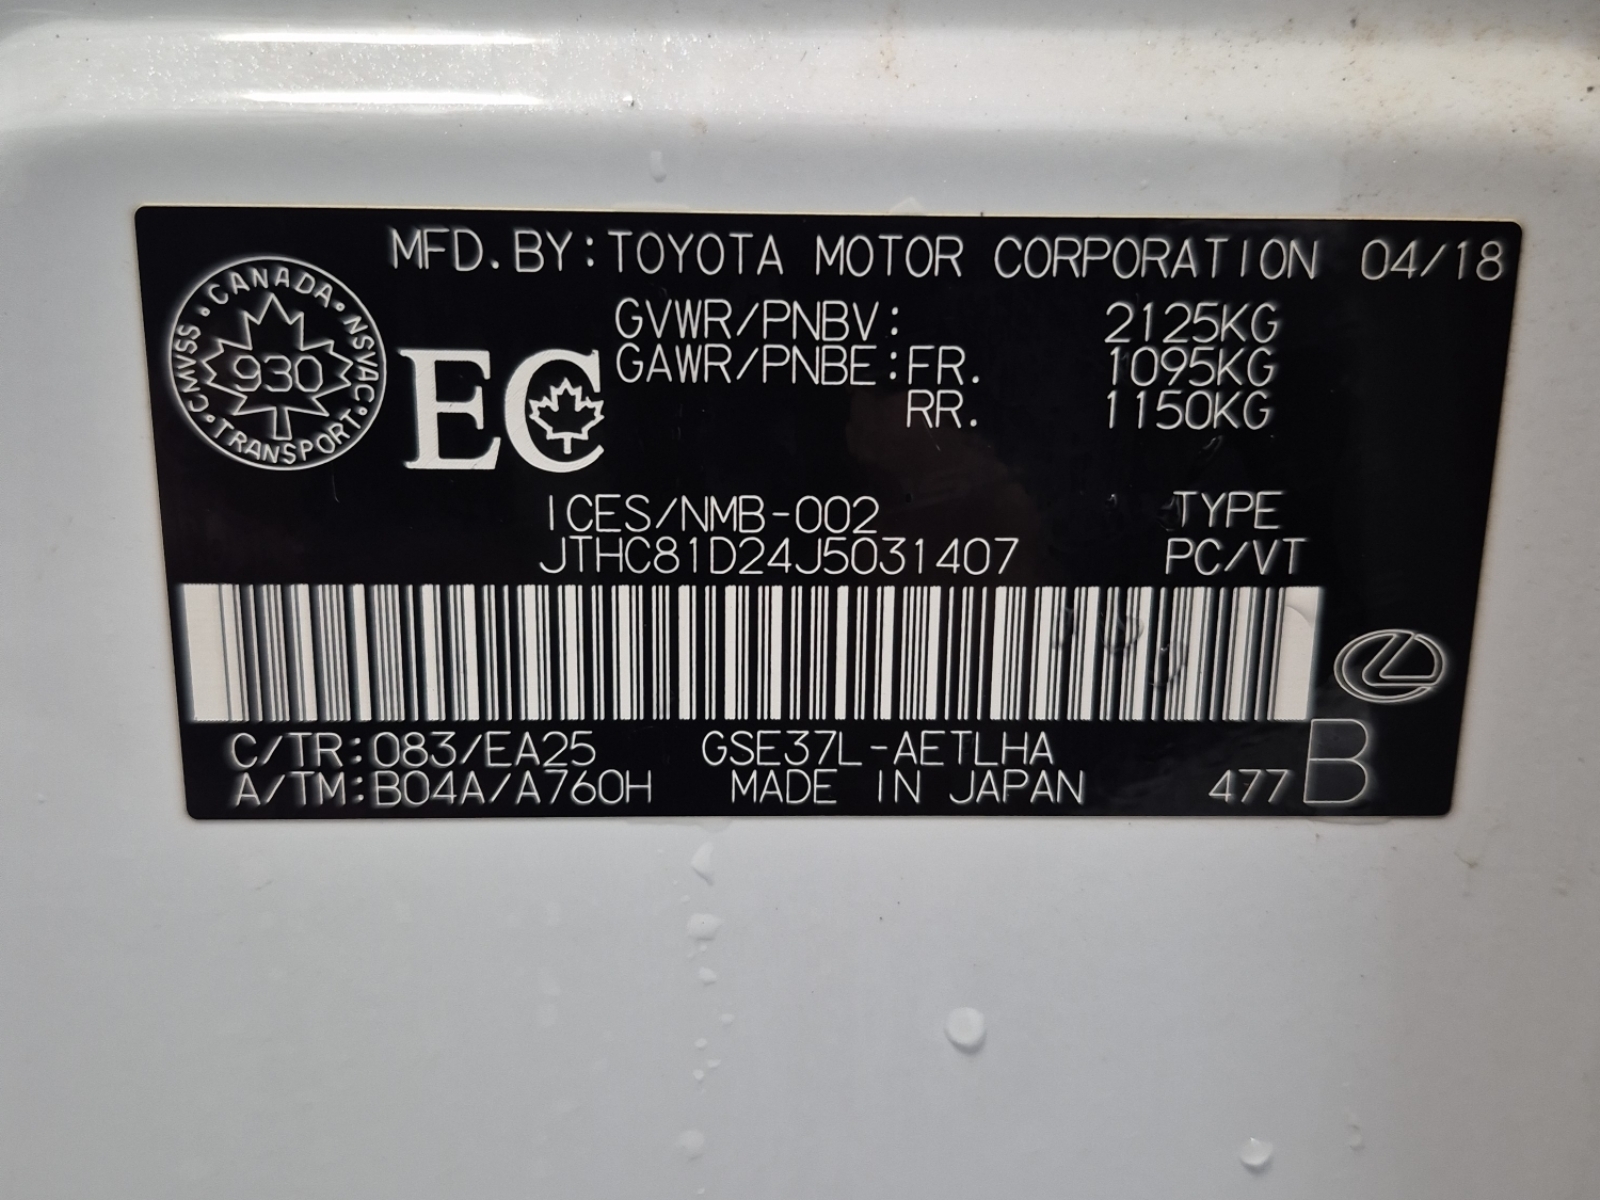 MFD. BY: TOYOTA MOTOR CORPORATION 04/18
CANADA · NSVAC · TRANSPORT · CMVSS ·
930
EC
GVWR/PNBV: 2125KG
GAWR/PNBE: FR. 1095KG
RR. 1150KG
ICES/NMB-002 TYPE
JTHC81D24J5031407 PC/VT
C/TR: 083/EA25 GSE37L-AETLHA
A/TM: B04A/A760H MADE IN JAPAN 477 B